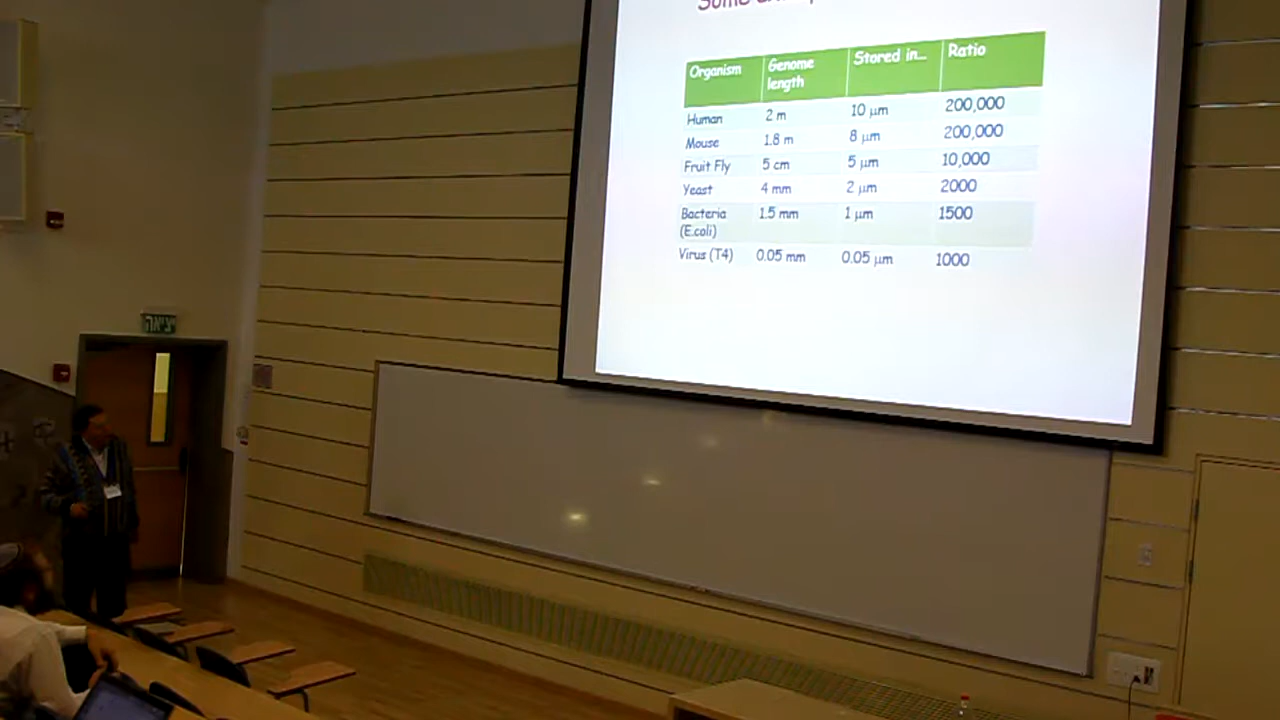 Some
Organism Genome length Stored in... Ratio
Human 2 m 10 μm 200,000
Mouse 1.8 m 8 μm 200,000
Fruit Fly 5 cm 5 μm 10,000
Yeast 4 mm 2 μm 2000
Bacteria (E.coli) 1.5 mm 1 μm 1500
Virus (T4) 0.05 mm 0.05 μm 1000
יציאה